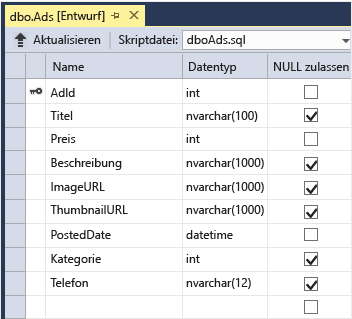 dbo.Ads [Entwurf]
Aktualisieren Skriptdatei: dboAds.sql
Name Datentyp NULL zulassen
AdId int
Titel nvarchar(100)
Preis int
Beschreibung nvarchar(1000)
ImageURL nvarchar(1000)
ThumbnailURL nvarchar(1000)
PostedDate datetime
Kategorie int
Telefon nvarchar(12)